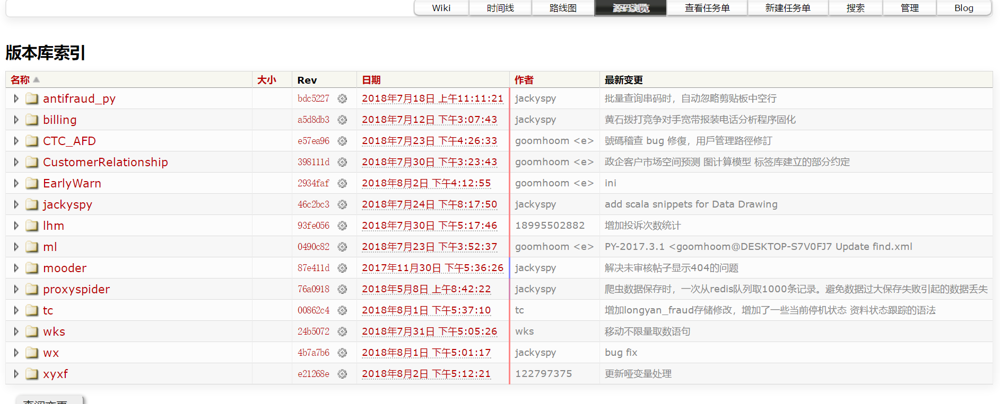 Wiki 时间线 路线图 源码浏览 查看任务单 新建任务单 搜索 管理 Blog
版本库索引
名称 大小 Rev 日期 作者 最新变更
antifraud_py bdc5227 2018年7月18日 上午11:11:21 jackyspy 批量查询串码时，自动忽略剪贴板中空行
billing a5d8db3 2018年7月12日 下午3:07:43 jackyspy 黄石拨打竞争对手宽带报装电话分析程序固化
CTC_AFD e57ea96 2018年7月23日 下午4:26:33 goomhoom <e> 號碼稽查 bug 修復，用戶管理路徑修訂
CustomerRelationship 398111d 2018年7月30日 下午3:23:43 goomhoom <e> 政企客户市场空间预测 图计算模型 标签库建立的部分约定
EarlyWarn 2934faf 2018年8月2日 下午4:12:55 goomhoom <e> ini
jackyspy 46c2bc3 2018年7月24日 下午8:17:50 jackyspy add scala snippets for Data Drawing
lhm 93fe056 2018年7月30日 下午5:17:46 18995502882 增加投诉次数统计
ml 0490c82 2018年7月23日 下午3:52:37 goomhoom <e> PY-2017.3.1 <goomhoom@DESKTOP-S7V0FJ7 Update find.xml
mooder 87e411d 2017年11月30日 下午5:36:26 jackyspy 解决未审核帖子显示404的问题
proxyspider 76a0918 2018年5月8日 上午8:42:22 jackyspy 爬虫数据保存时，一次从redis队列取1000条记录。避免数据过大保存失败引起的数据丢失
tc 00862c4 2018年8月1日 下午5:37:10 tc 增加longyan_fraud存储修改，增加了一些当前停机状态 资料状态跟踪的语法
wks 24b5072 2018年7月31日 下午5:05:26 wks 移动不限量取数语句
wx 4b7a7b6 2018年8月1日 下午5:01:17 jackyspy bug fix
xyxf e21268e 2018年8月2日 下午5:12:21 122797375 更新哑变量处理